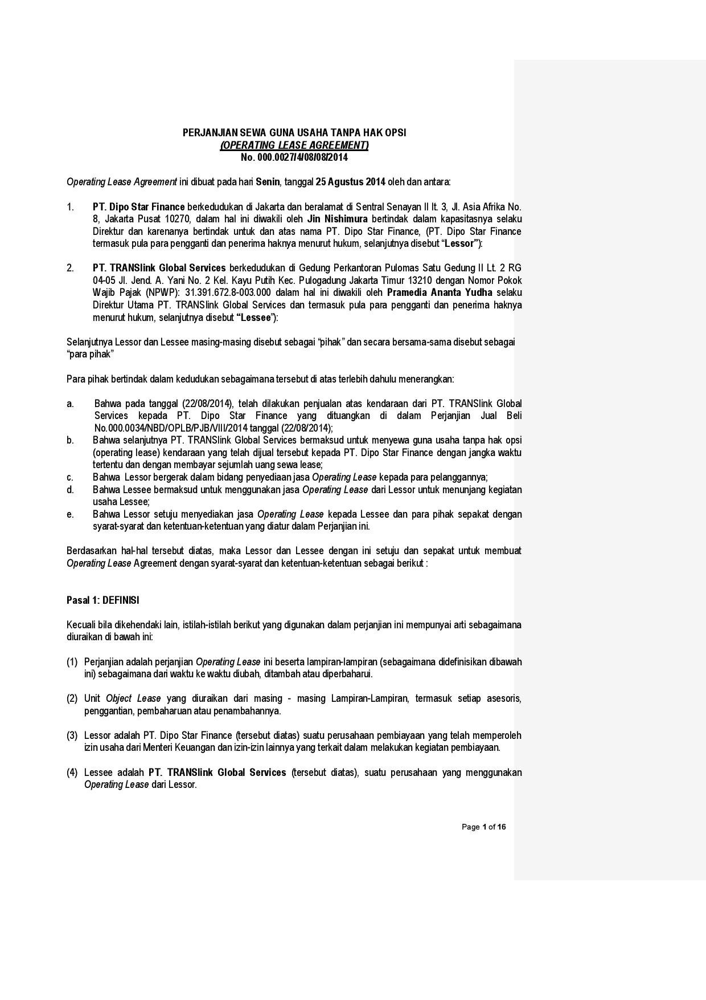 PERJANJIAN SEWA GUNA USAHA TANPA HAK OPSI
(OPERATING LEASE AGREEMENT)
No. 000.0027/4/08/08/2014
Operating Lease Agreement ini dibuat pada hari Senin, tanggal 25 Agustus 2014 oleh dan antara:
1. PT. Dipo Star Finance berkedudukan di Jakarta dan beralamat di Sentral Senayan II lt. 3, Jl. Asia Afrika No.
8, Jakarta Pusat 10270, dalam hal ini diwakili oleh Jin Nishimura bertindak dalam kapasitasnya selaku
Direktur dan karenanya bertindak untuk dan atas nama PT. Dipo Star Finance, (PT. Dipo Star Finance
termasuk pula para pengganti dan penerima haknya menurut hukum, selanjutnya disebut “Lessor”):
2. PT. TRANSlink Global Services berkedudukan di Gedung Perkantoran Pulomas Satu Gedung II Lt. 2 RG
04-05 Jl. Jend. A. Yani No. 2 Kel. Kayu Putih Kec. Pulogadung Jakarta Timur 13210 dengan Nomor Pokok
Wajib Pajak (NPWP): 31.391.672.8-003.000 dalam hal ini diwakili oleh Pramedia Ananta Yudha selaku
Direktur Utama PT. TRANSlink Global Services dan termasuk pula para pengganti dan penerima haknya
menurut hukum, selanjutnya disebut “Lessee”):
Selanjutnya Lessor dan Lessee masing-masing disebut sebagai “pihak” dan secara bersama-sama disebut sebagai
“para pihak”
Para pihak bertindak dalam kedudukan sebagaimana tersebut di atas terlebih dahulu menerangkan:
a. Bahwa pada tanggal (22/08/2014), telah dilakukan penjualan atas kendaraan dari PT. TRANSlink Global
Services kepada PT. Dipo Star Finance yang dituangkan di dalam Perjanjian Jual Beli
No.000.0034/NBD/OPLB/PJB/VIII/2014 tanggal (22/08/2014);
b. Bahwa selanjutnya PT. TRANSlink Global Services bermaksud untuk menyewa guna usaha tanpa hak opsi
(operating lease) kendaraan yang telah dijual tersebut kepada PT. Dipo Star Finance dengan jangka waktu
tertentu dan dengan membayar sejumlah uang sewa lease;
c. Bahwa Lessor bergerak dalam bidang penyediaan jasa Operating Lease kepada para pelanggannya;
d. Bahwa Lessee bermaksud untuk menggunakan jasa Operating Lease dari Lessor untuk menunjang kegiatan
usaha Lessee;
e. Bahwa Lessor setuju menyediakan jasa Operating Lease kepada Lessee dan para pihak sepakat dengan
syarat-syarat dan ketentuan-ketentuan yang diatur dalam Perjanjian ini.
Berdasarkan hal-hal tersebut diatas, maka Lessor dan Lessee dengan ini setuju dan sepakat untuk membuat
Operating Lease Agreement dengan syarat-syarat dan ketentuan-ketentuan sebagai berikut :
Pasal 1: DEFINISI
Kecuali bila dikehendaki lain, istilah-istilah berikut yang digunakan dalam perjanjian ini mempunyai arti sebagaimana
diuraikan di bawah ini:
(1) Perjanjian adalah perjanjian Operating Lease ini beserta lampiran-lampiran (sebagaimana didefinisikan dibawah
ini) sebagaimana dari waktu ke waktu diubah, ditambah atau diperbaharui.
(2) Unit Object Lease yang diuraikan dari masing - masing Lampiran-Lampiran, termasuk setiap asesoris,
penggantian, pembaharuan atau penambahannya.
(3) Lessor adalah PT. Dipo Star Finance (tersebut diatas) suatu perusahaan pembiayaan yang telah memperoleh
izin usaha dari Menteri Keuangan dan izin-izin lainnya yang terkait dalam melakukan kegiatan pembiayaan.
(4) Lessee adalah PT. TRANSlink Global Services (tersebut diatas), suatu perusahaan yang menggunakan
Operating Lease dari Lessor.
Page 1 of 16